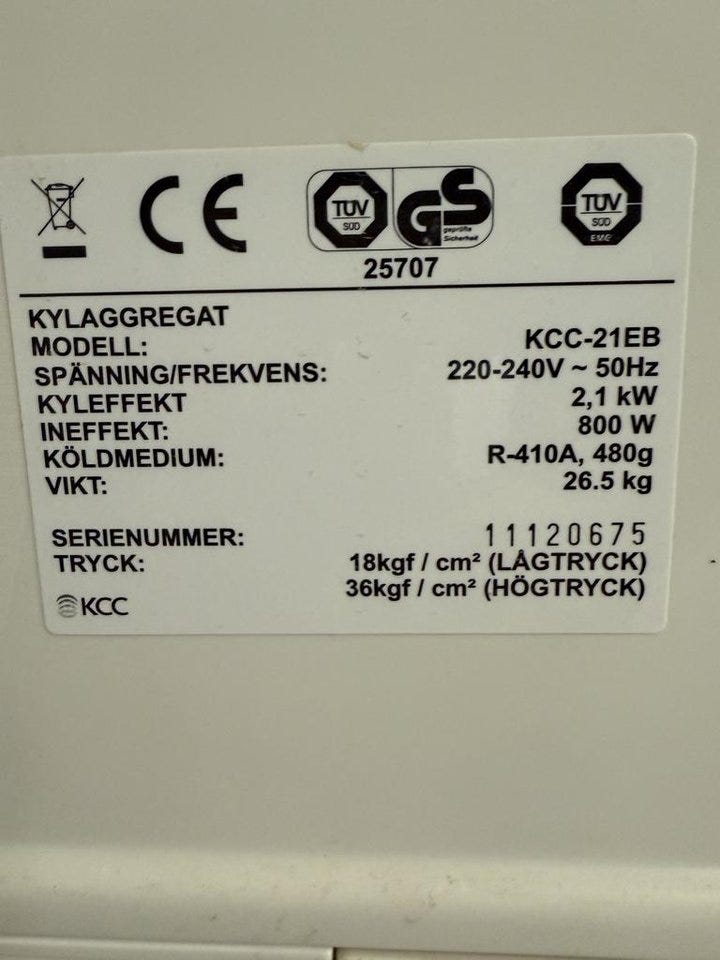 CE
TÜV
SÜD
GS
geprüfte
Sicherheit
TÜV
SÜD
EMC
25707
KYLAGGREGAT
MODELL: KCC-21EB
SPÄNNING/FREKVENS: 220-240V ~ 50Hz
KYLEFFEKT 2,1 kW
INEFFEKT: 800 W
KÖLDMEDIUM: R-410A, 480g
VIKT: 26.5 kg
SERIENUMMER: 11120675
TRYCK: 18kgf / cm² (LÅGTRYCK)
36kgf / cm² (HÖGTRYCK)
KCC